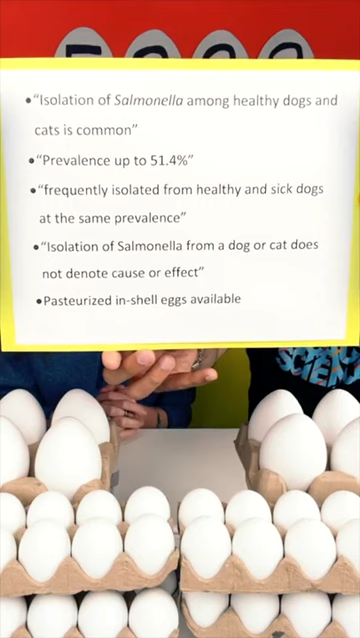 •"Isolation of Salmonella among healthy dogs and
cats is common"
•"Prevalence up to 51.4%"
•"frequently isolated from healthy and sick dogs
at the same prevalence"
•"Isolation of Salmonella from a dog or cat does
not denote cause or effect"
•Pasteurized in-shell eggs available
SCIENCE